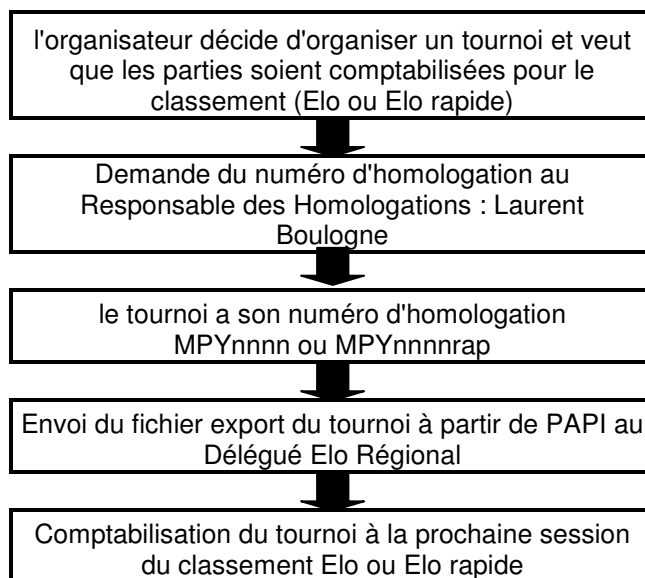 l'organisateur décide d'organiser un tournoi et veut
que les parties soient comptabilisées pour le
classement (Elo ou Elo rapide)
Demande du numéro d'homologation au
Responsable des Homologations : Laurent
Boulogne
le tournoi a son numéro d'homologation
MPYnnnn ou MPYnnnnrap
Envoi du fichier export du tournoi à partir de PAPI au
Délégué Elo Régional
Comptabilisation du tournoi à la prochaine session
du classement Elo ou Elo rapide